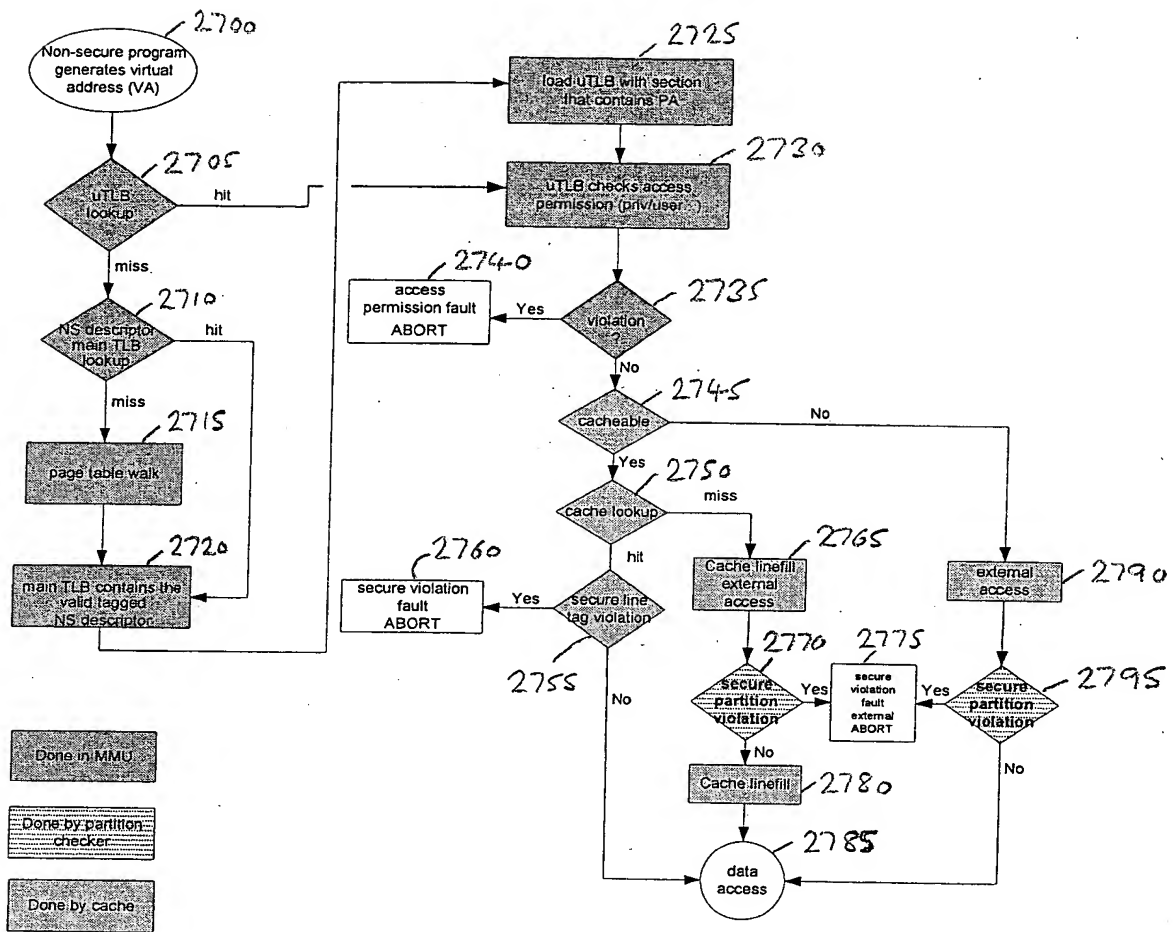 2700
Non-secure program
generates virtual
address (VA)
2705
uTLB
lookup
hit
miss
2710
NS descriptor
main TLB
lookup
hit
miss
2715
page table walk
2720
main TLB contains the
valid tagged
NS descriptor
2725
load uTLB with section
that contains PA
2730
uTLB checks access
permission (priv/user...)
2740
access
permission fault
ABORT
Yes
2735
violation
?
No
2745
cacheable
No
Yes
2750
cache lookup
miss
hit
2760
secure violation
fault
ABORT
Yes
secure line
tag violation
2755
No
2765
Cache linefill
external
access
2770
secure
partition
violation
Yes
2775
secure
violation
fault
external
ABORT
Yes
2790
external
access
secure
partition
violation
2795
No
No
Cache linefill
2780
2785
data
access
Done in MMU
Done by partition
checker
Done by cache